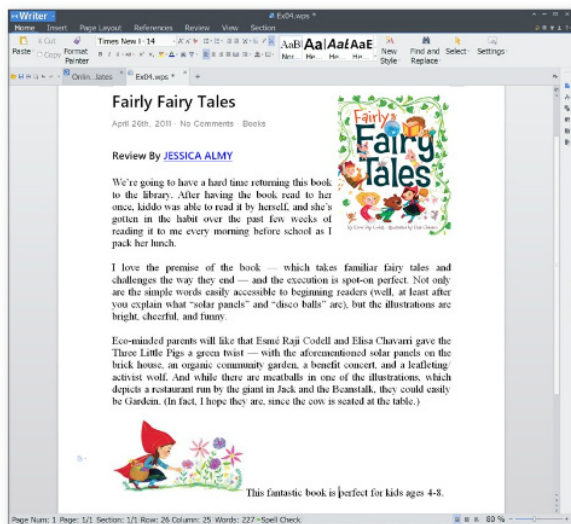 Writer
Ex04.wps *
Home Insert Page Layout References Review View Section
Paste
Cut
Copy
Format Painter
Times New I
14
AaBl
AaI
AaI
AaE
Nor...
He...
He...
He...
New Style
Find and Replace
Select
Settings
Onlin...lates
Ex04.wps *
Fairly Fairy Tales
April 26th, 2011 · No Comments · Books
Review By JESSICA ALMY
Fairly
Fairy
Tales
We're going to have a hard time returning this book
to the library. After having the book read to her
once, kiddo was able to read it by herself, and she's
gotten in the habit over the past few weeks of
reading it to me every morning before school as I
pack her lunch.
I love the premise of the book — which takes familiar fairy tales and
challenges the way they end — and the execution is spot-on perfect. Not only
are the simple words easily accessible to beginning readers (well, at least after
you explain what “solar panels” and “disco balls” are), but the illustrations are
bright, cheerful, and funny.
Eco-minded parents will like that Esmé Raji Codell and Elisa Chavarri gave the
Three Little Pigs a green twist — with the aforementioned solar panels on the
brick house, an organic community garden, a benefit concert, and a leafleting/
activist wolf. And while there are meatballs in one of the illustrations, which
depicts a restaurant run by the giant in Jack and the Beanstalk, they could easily
be Gardein. (In fact, I hope they are, since the cow is seated at the table.)
This fantastic book is perfect for kids ages 4-8.
Page Num: 1 Page: 1/1 Section: 1/1 Row: 26 Column: 25 Words: 227 Spell Check
80 %